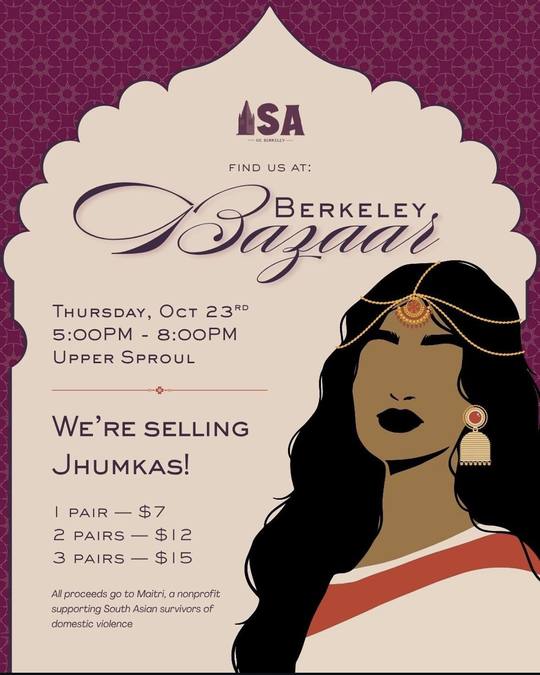 ISA
UC BERKELEY
FIND US AT:
BERKELEY
Bazaar
THURSDAY, OCT 23RD
5:00PM - 8:00PM
UPPER SPROUL
WE'RE SELLING
JHUMKAS!
1 PAIR — $7
2 PAIRS — $12
3 PAIRS — $15
All proceeds go to Maitri, a nonprofit
supporting South Asian survivors of
domestic violence